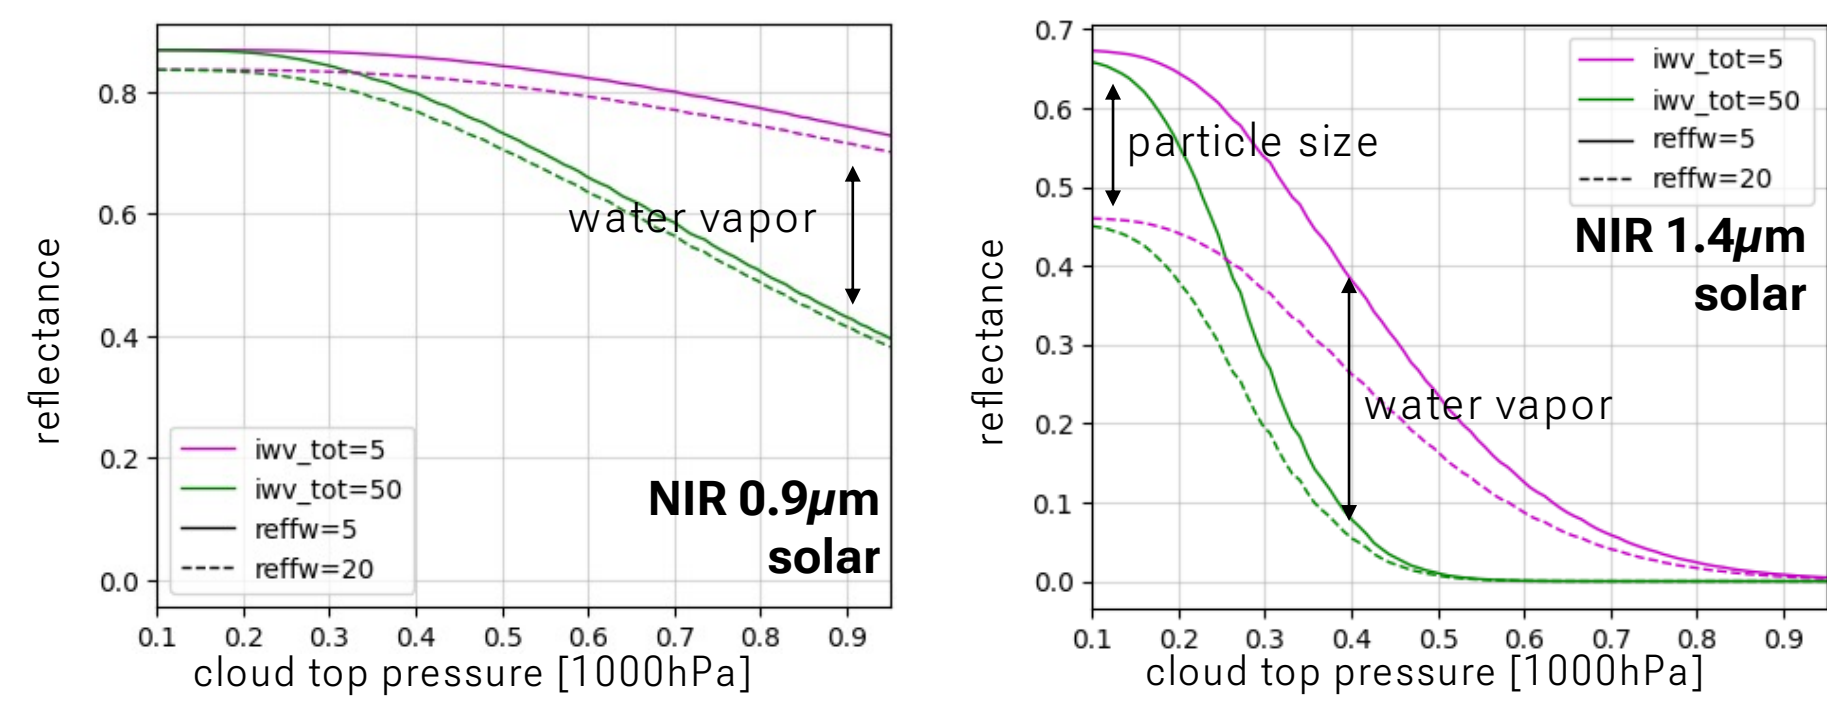 reflectance
0.8
0.6
0.4
0.2
0.0
water vapor
iwv_tot=5
iwv_tot=50
reffw=5
reffw=20
NIR 0.9μm
solar
0.1 0.2 0.3 0.4 0.5 0.6 0.7 0.8 0.9
cloud top pressure [1000hPa]
reflectance
0.7
0.6
0.5
0.4
0.3
0.2
0.1
0.0
iwv_tot=5
iwv_tot=50
reffw=5
reffw=20
particle size
NIR 1.4μm
solar
water vapor
0.1 0.2 0.3 0.4 0.5 0.6 0.7 0.8 0.9
cloud top pressure [1000hPa]